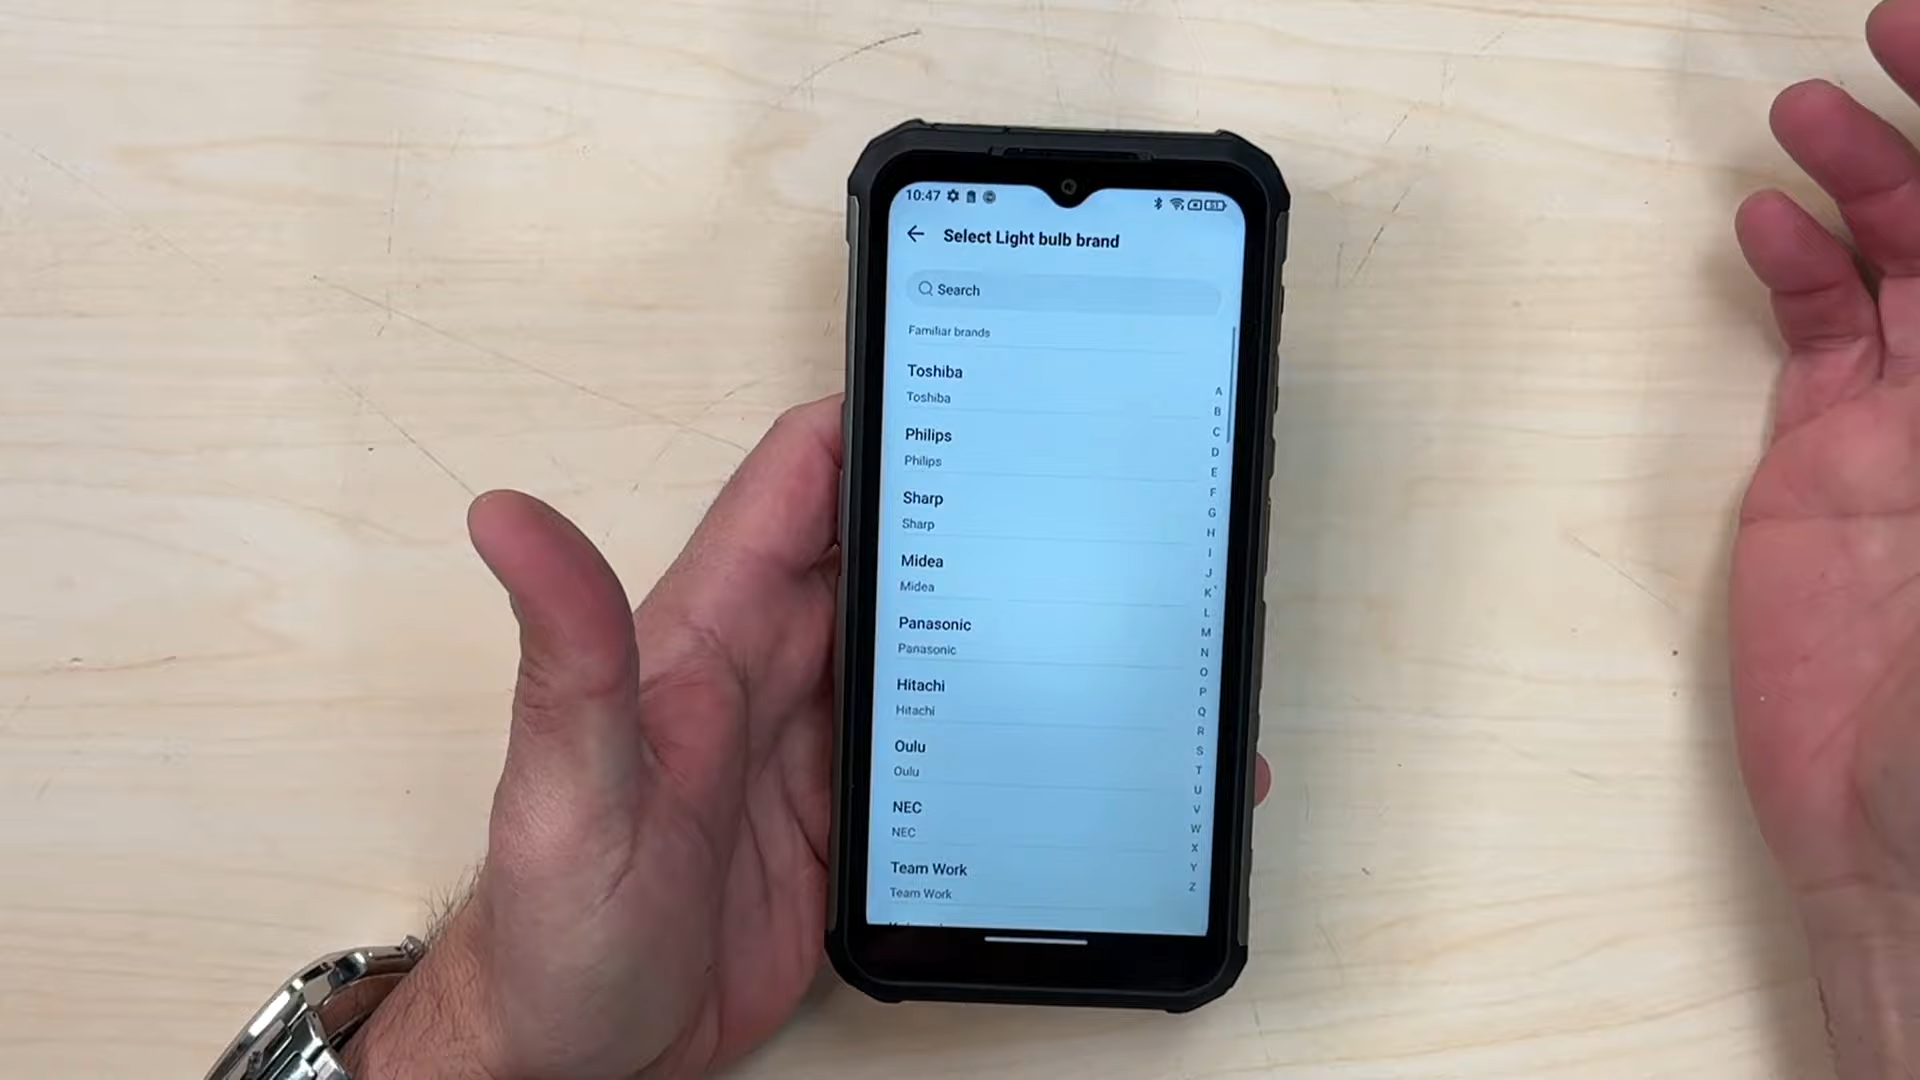 10:47
Select Light bulb brand
Search
Familiar brands
Toshiba
Toshiba
Philips
Philips
Sharp
Sharp
Midea
Midea
Panasonic
Panasonic
Hitachi
Hitachi
Oulu
Oulu
NEC
NEC
Team Work
Team Work
A
B
C
D
E
F
G
H
I
J
K
L
M
N
O
P
Q
R
S
T
U
V
W
X
Y
Z